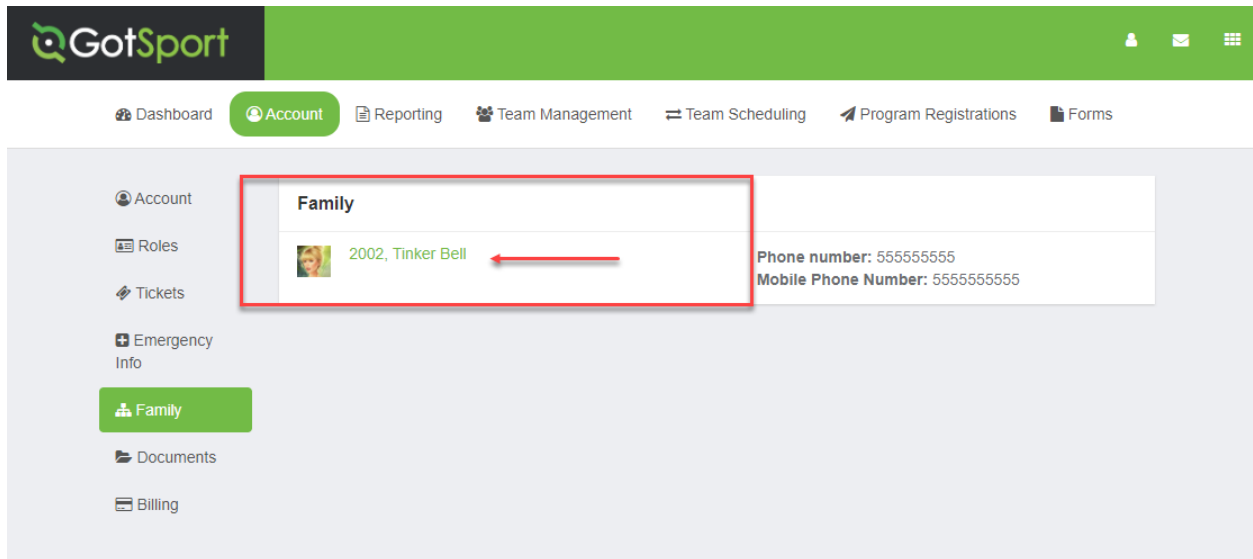 GotSport
Dashboard Account Reporting Team Management Team Scheduling Program Registrations Forms
Account
Roles
Tickets
Emergency
Info
Family
Documents
Billing
Family
2002, Tinker Bell
Phone number: 555555555
Mobile Phone Number: 5555555555